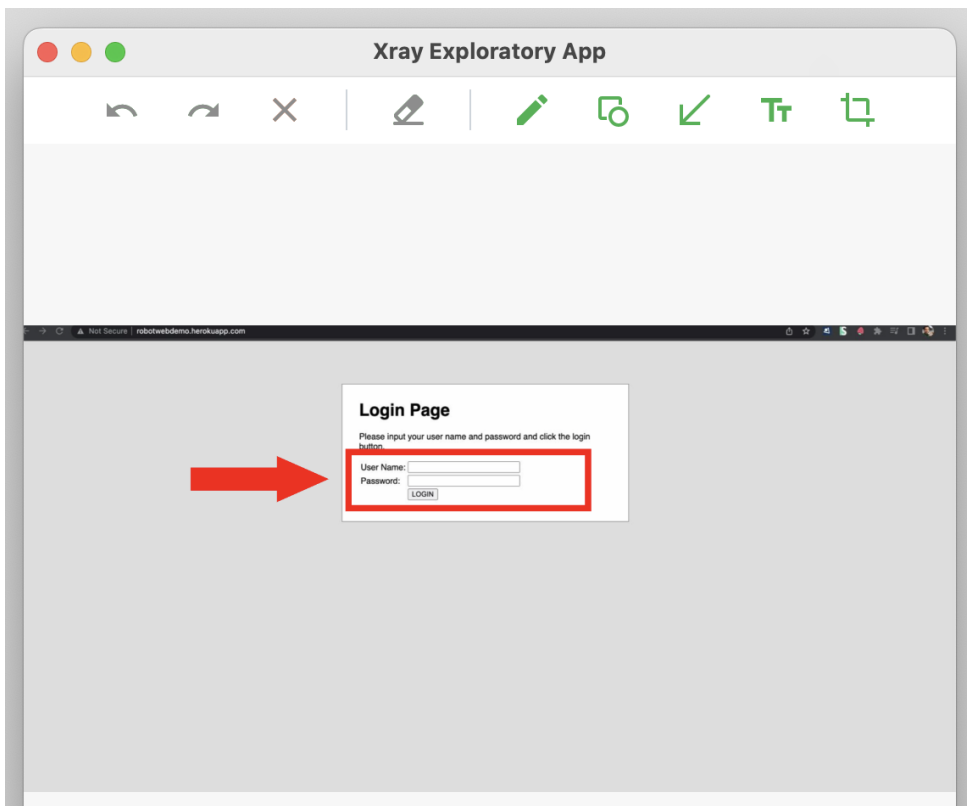 Xray Exploratory App
TT
Not Secure | robotwebdemo.herokuapp.com
Login Page
Please input your user name and password and click the login
button.
User Name:
Password:
LOGIN